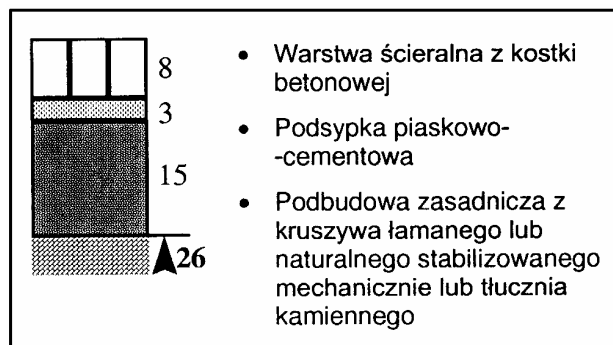 8
3
15
26
• Warstwa ścieralna z kostki
betonowej
• Podsypka piaskowo-
-cementowa
• Podbudowa zasadnicza z
kruszywa łamanego lub
naturalnego stabilizowanego
mechanicznie lub tłucznia
kamiennego